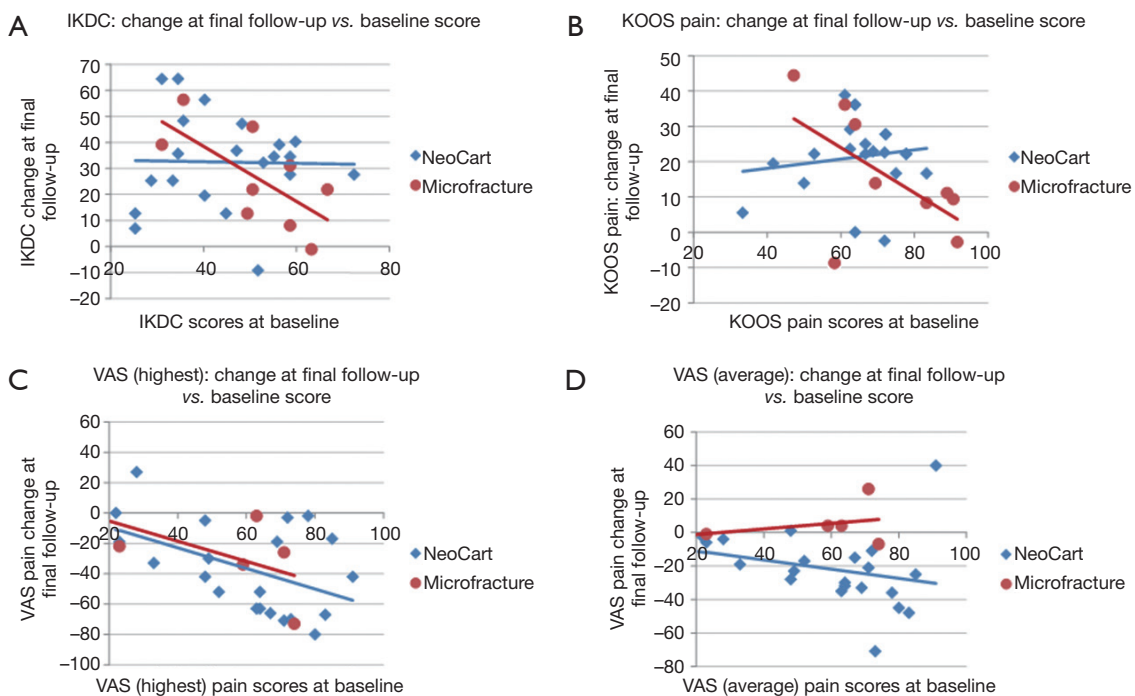 A
IKDC: change at final follow-up vs. baseline score
IKDC change at final
follow-up
70
60
50
40
30
20
10
0
−10
−20
20
40
60
80
NeoCart
Microfracture
IKDC scores at baseline
B
KOOS pain: change at final follow-up vs. baseline score
KOOS pain: change at final
follow-up
50
40
30
20
10
0
−10
−20
20
40
60
80
100
NeoCart
Microfracture
KOOS pain scores at baseline
C
VAS (highest): change at final follow-up
vs. baseline score
VAS pain change at
final follow-up
60
40
20
0
−20
−40
−60
−80
−100
20
40
60
80
100
NeoCart
Microfracture
VAS (highest) pain scores at baseline
D
VAS (average): change at final follow-up
vs. baseline score
VAS pain change at
final follow-up
60
40
20
0
−20
−40
−60
−80
20
40
60
80
100
NeoCart
Microfracture
VAS (average) pain scores at baseline